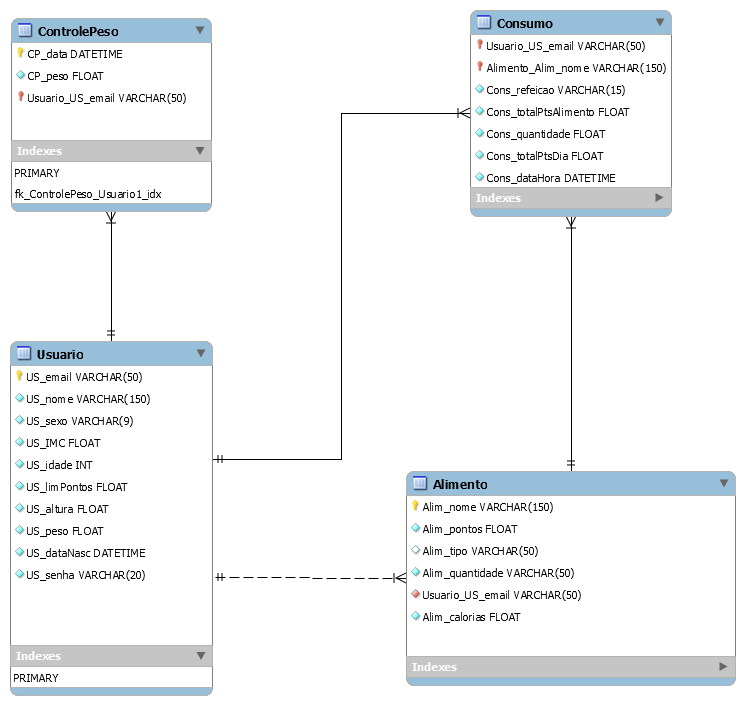 ControlePeso
CP_data DATETIME
CP_peso FLOAT
Usuario_US_email VARCHAR(50)
Indexes
PRIMARY
fk_ControlePeso_Usuario1_idx
Consumo
Usuario_US_email VARCHAR(50)
Alimento_Alim_nome VARCHAR(150)
Cons_refeicao VARCHAR(15)
Cons_totalPtsAlimento FLOAT
Cons_quantidade FLOAT
Cons_totalPtsDia FLOAT
Cons_dataHora DATETIME
Indexes
Usuario
US_email VARCHAR(50)
US_nome VARCHAR(150)
US_sexo VARCHAR(9)
US_IMC FLOAT
US_idade INT
US_limPontos FLOAT
US_altura FLOAT
US_peso FLOAT
US_dataNasc DATETIME
US_senha VARCHAR(20)
Indexes
PRIMARY
Alimento
Alim_nome VARCHAR(150)
Alim_pontos FLOAT
Alim_tipo VARCHAR(50)
Alim_quantidade VARCHAR(50)
Usuario_US_email VARCHAR(50)
Alim_calorias FLOAT
Indexes